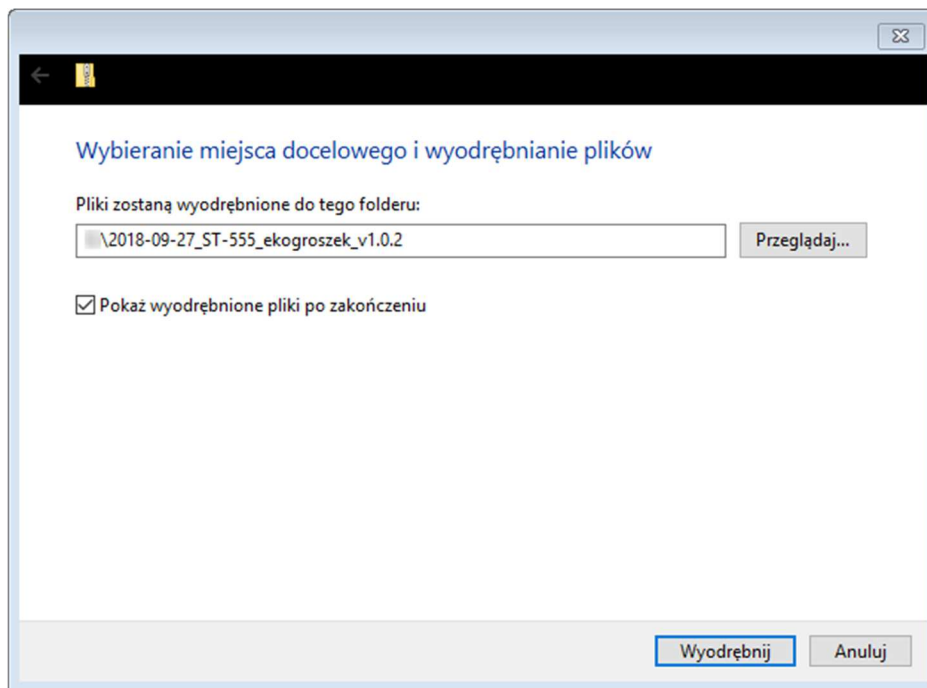 Wybieranie miejsca docelowego i wyodrębnianie plików
Pliki zostaną wyodrębnione do tego folderu:
\2018-09-27_ST-555_ekogroszek_v1.0.2
Przeglądaj...
Pokaż wyodrębnione pliki po zakończeniu
Wyodrębnij
Anuluj